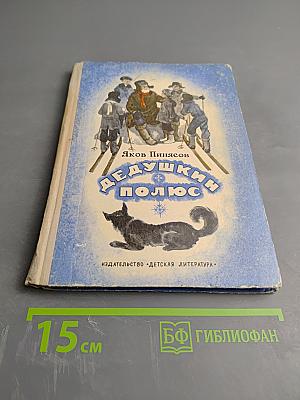 Яков Пинясов
ДЕДУШКИН
ПОЛЮС
ИЗДАТЕЛЬСТВО «ДЕТСКАЯ ЛИТЕРАТУРА»
15 см
БФ ГИБЛИОФАН